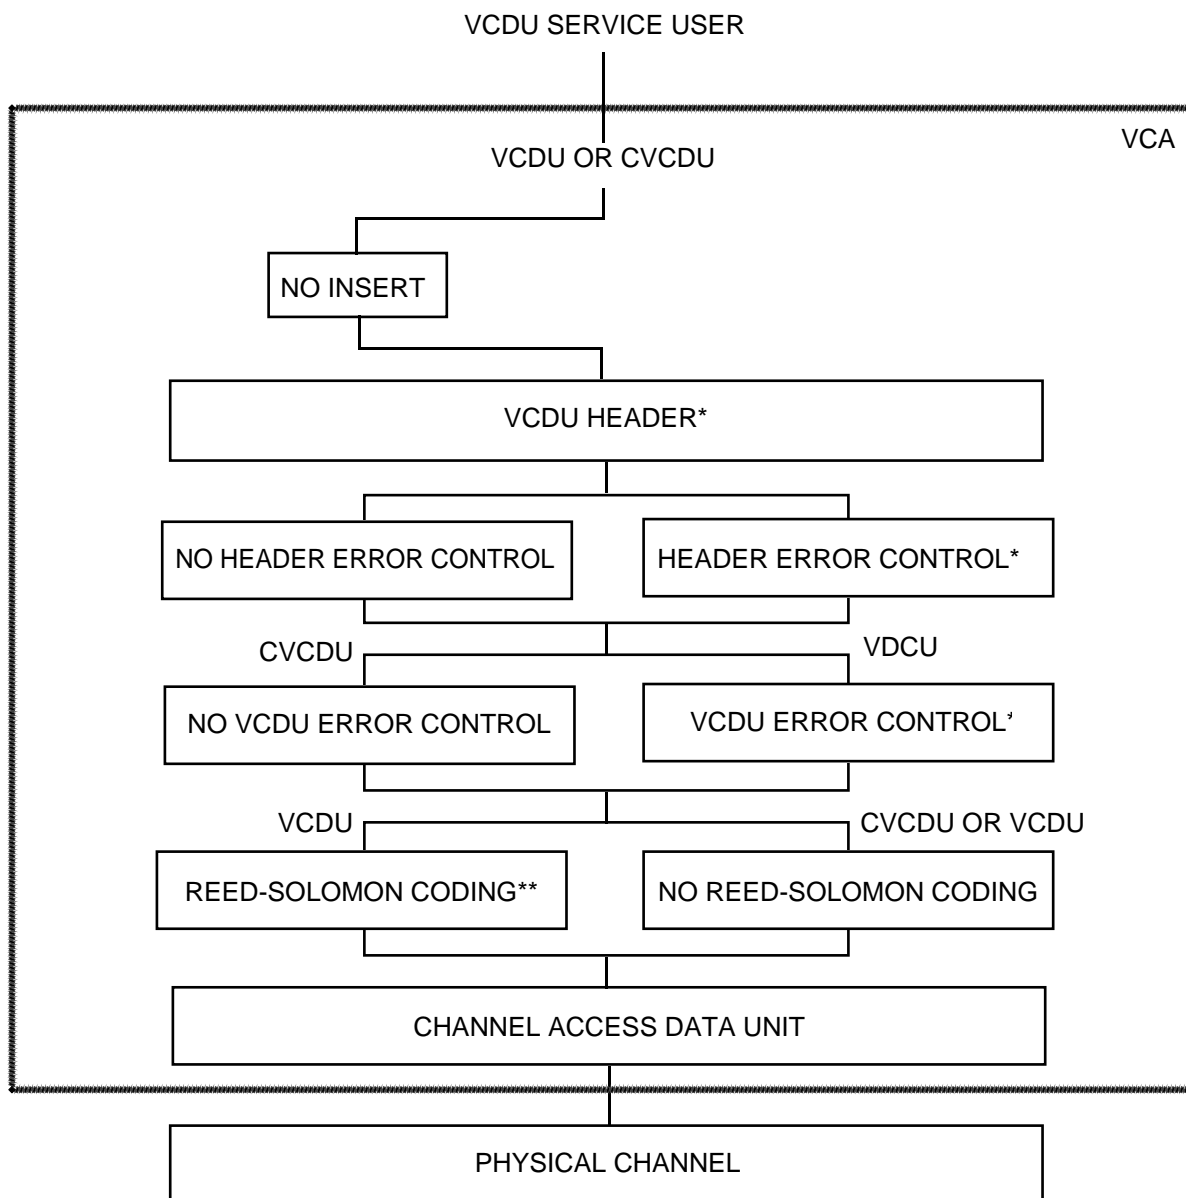 VCDU SERVICE USER
VCA
VCDU OR CVCDU
NO INSERT
VCDU HEADER*
NO HEADER ERROR CONTROL
HEADER ERROR CONTROL*
CVCDU
VDCU
NO VCDU ERROR CONTROL
VCDU ERROR CONTROL*
VCDU
CVCDU OR VCDU
REED-SOLOMON CODING**
NO REED-SOLOMON CODING
CHANNEL ACCESS DATA UNIT
PHYSICAL CHANNEL